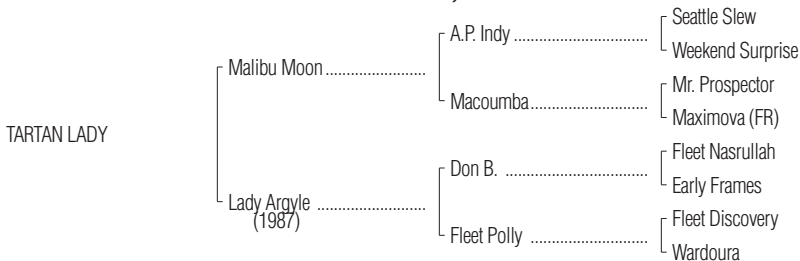 Seattle Slew
A.P. Indy ................................
Weekend Surprise
Malibu Moon ........................
Mr. Prospector
Macoumba............................
Maximova (FR)
TARTAN LADY
Fleet Nasrullah
Don B. ..................................
Early Frames
Lady Argyle ..........................
(1987)
Fleet Discovery
Fleet Polly ............................
Wardoura